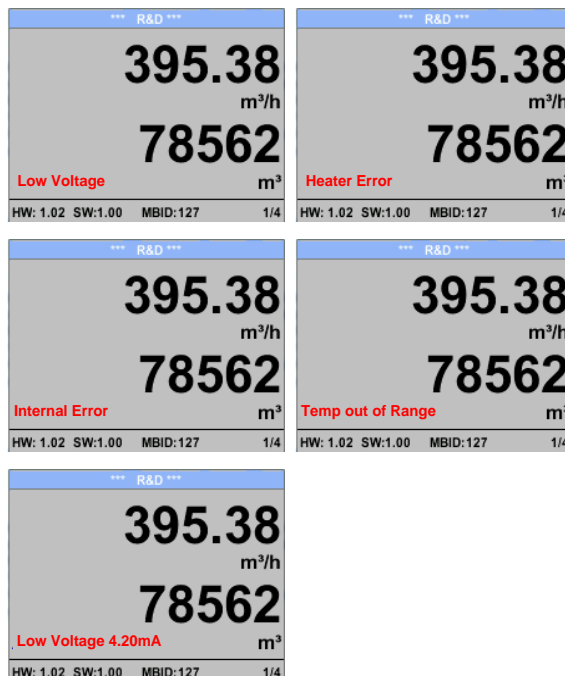 *** R&D ***
395.38
m³/h
78562
Low Voltage m³
HW: 1.02 SW:1.00 MBID:127 1/4
*** R&D ***
395.38
m³/h
78562
Heater Error m
HW: 1.02 SW:1.00 MBID:127 1/4
*** R&D ***
395.38
m³/h
78562
Internal Error m³
HW: 1.02 SW:1.00 MBID:127 1/4
*** R&D ***
395.38
m³/h
78562
Temp out of Range m
HW: 1.02 SW:1.00 MBID:127 1/4
*** R&D ***
395.38
m³/h
78562
Low Voltage 4.20mA m³
HW: 1.02 SW:1.00 MBID:127 1/4